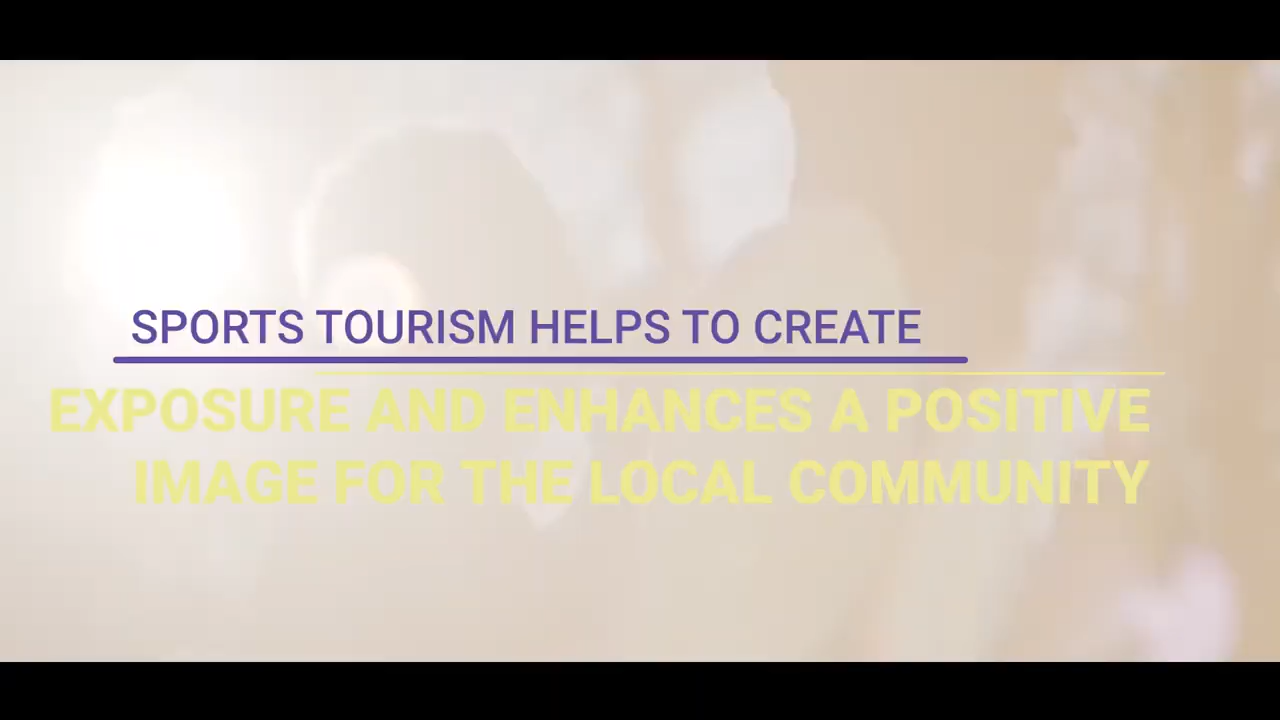 SPORTS TOURISM HELPS TO CREATE
EXPOSURE AND ENHANCES A POSITIVE
IMAGE FOR THE LOCAL COMMUNITY